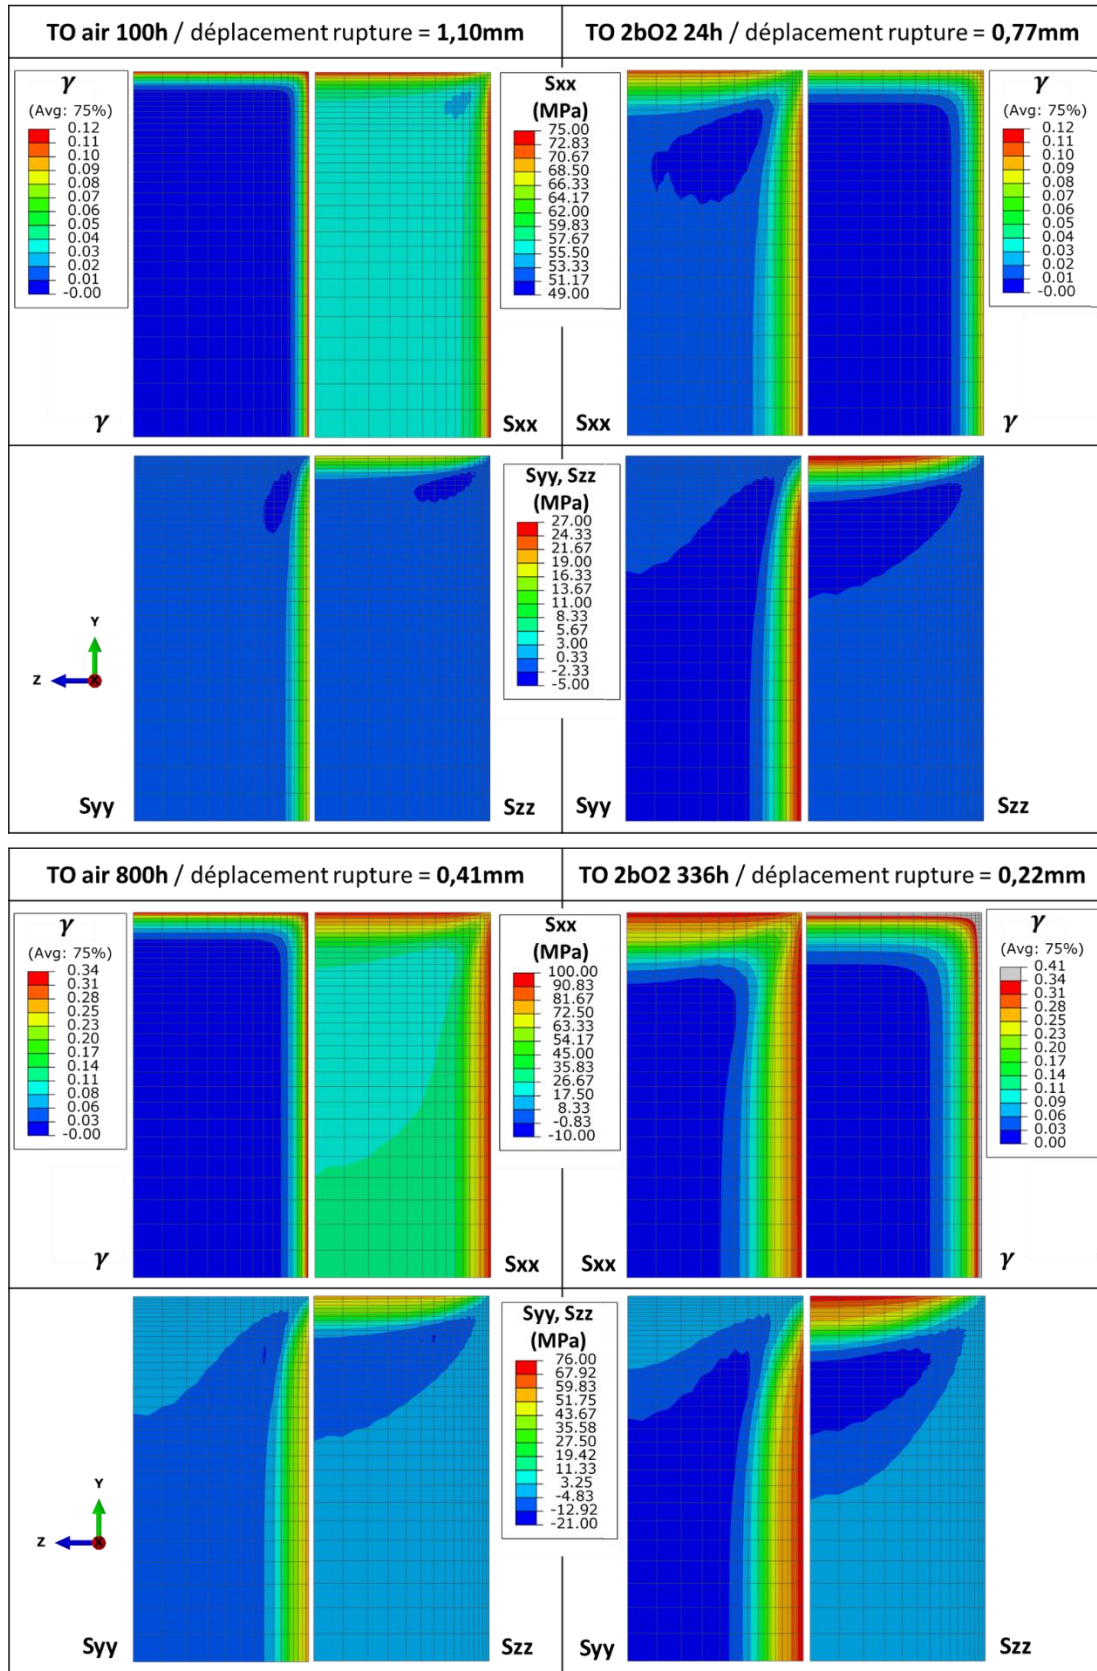 TO air 100h / déplacement rupture = 1,10mm
TO 2bO2 24h / déplacement rupture = 0,77mm
γ
(Avg: 75%)
0.12
0.11
0.10
0.09
0.08
0.07
0.06
0.05
0.04
0.03
0.02
0.01
-0.00
γ
Sxx
(MPa)
75.00
72.83
70.67
68.50
66.33
64.17
62.00
59.83
57.67
55.50
53.33
51.17
49.00
Sxx
Sxx
γ
(Avg: 75%)
0.12
0.11
0.10
0.09
0.08
0.07
0.06
0.05
0.04
0.03
0.02
0.01
-0.00
γ
Y
Z
X
Syy
Syy, Szz
(MPa)
27.00
24.33
21.67
19.00
16.33
13.67
11.00
8.33
5.67
3.00
0.33
-2.33
-5.00
Szz
Syy
Szz
TO air 800h / déplacement rupture = 0,41mm
TO 2bO2 336h / déplacement rupture = 0,22mm
γ
(Avg: 75%)
0.34
0.31
0.28
0.25
0.23
0.20
0.17
0.14
0.11
0.08
0.06
0.03
-0.00
γ
Sxx
(MPa)
100.00
90.83
81.67
72.50
63.33
54.17
45.00
35.83
26.67
17.50
8.33
-0.83
-10.00
Sxx
Sxx
γ
(Avg: 75%)
0.41
0.34
0.31
0.28
0.25
0.23
0.20
0.17
0.14
0.11
0.09
0.06
0.03
0.00
γ
Y
Z
X
Syy
Syy, Szz
(MPa)
76.00
67.92
59.83
51.75
43.67
35.58
27.50
19.42
11.33
3.25
-4.83
-12.92
-21.00
Szz
Syy
Szz